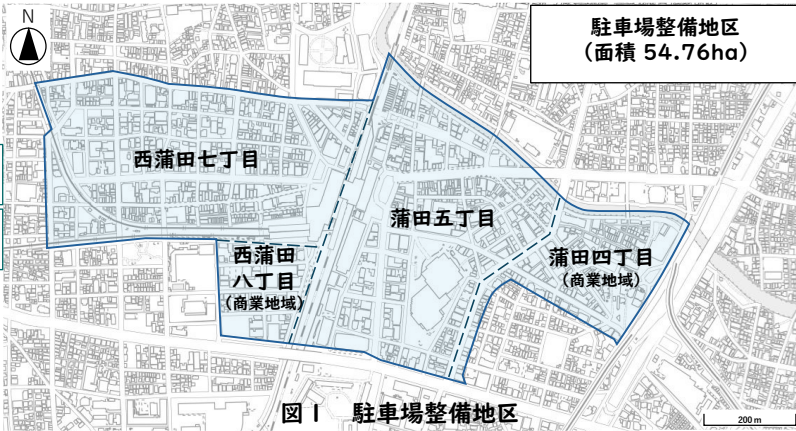 N
駐車場整備地区
(面積 54.76ha)
西蒲田七丁目
蒲田五丁目
西蒲田
八丁目
(商業地域)
蒲田四丁目
(商業地域)
図1 駐車場整備地区
200m